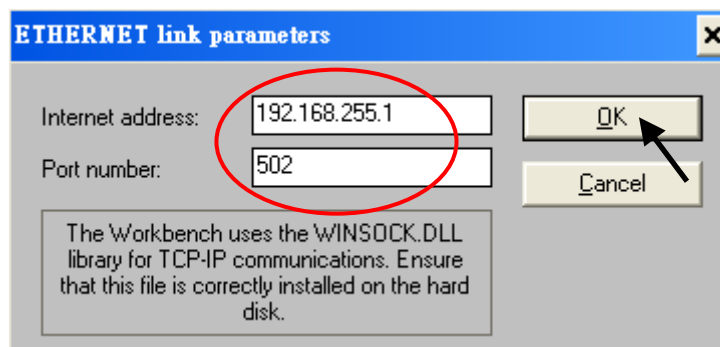 ETHERNET link parameters
Internet address: 192.168.255.1 OK
Port number: 502 Cancel
The Workbench uses the WINSOCK.DLL
library for TCP-IP communications. Ensure
that this file is correctly installed on the hard
disk.